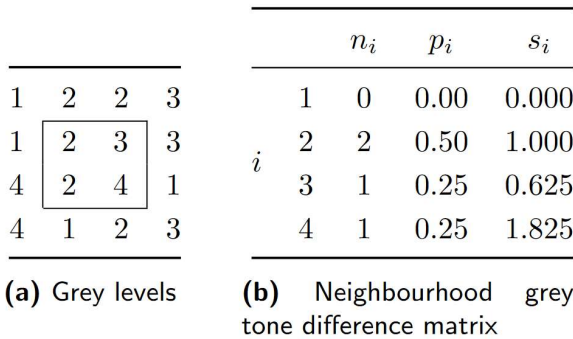 1 2 2 3
1 2 3 3
4 2 4 1
4 1 2 3
(a) Grey levels
n_i p_i s_i
1 0 0.00 0.000
2 2 0.50 1.000
i
3 1 0.25 0.625
4 1 0.25 1.825
(b) Neighbourhood grey
tone difference matrix